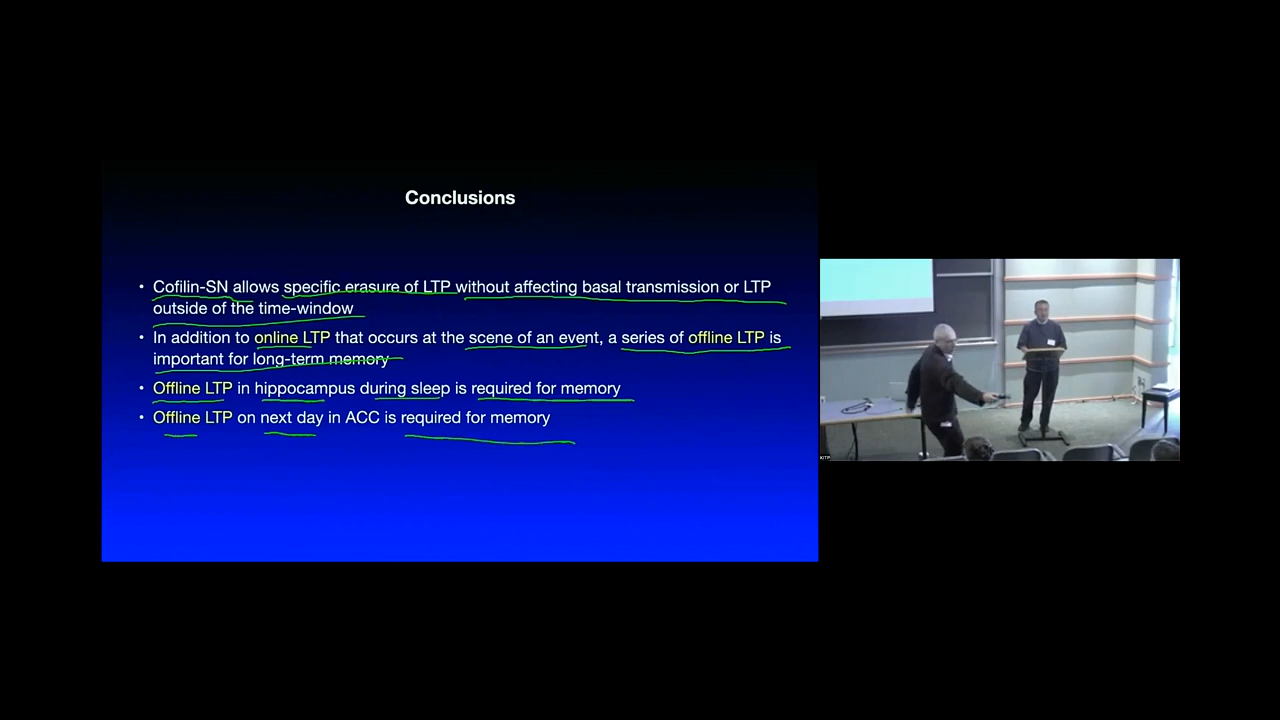 Conclusions
• Cofilin-SN allows specific erasure of LTP without affecting basal transmission or LTP
outside of the time-window
• In addition to online LTP that occurs at the scene of an event, a series of offline LTP is
important for long-term memory
• Offline LTP in hippocampus during sleep is required for memory
• Offline LTP on next day in ACC is required for memory
KITP